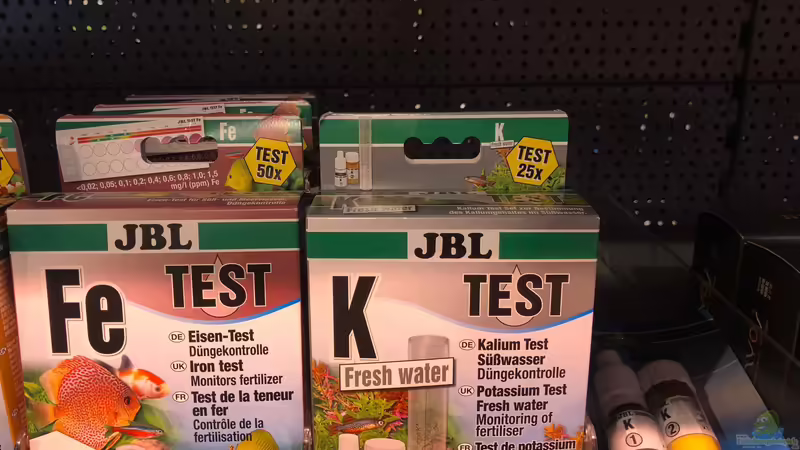 Fe
TEST
50x
<0,02; 0,05; 0,1; 0,2; 0,4; 0,6; 0,8; 1,0; 1,5
mg/l (ppm) Fe
JBL
Fe
TEST
DE Eisen-Test
Düngekontrolle
UK Iron test
Monitors fertilizer
FR Test de la teneur
en fer
Contrôle de la
fertilisation
K
TEST
25x
JBL
K
TEST
Fresh water
DE Kalium Test
Süßwasser
Düngekontrolle
UK Potassium Test
Fresh water
Monitoring of
fertiliser
FR Test de potassium
JBL
K
1
K
2